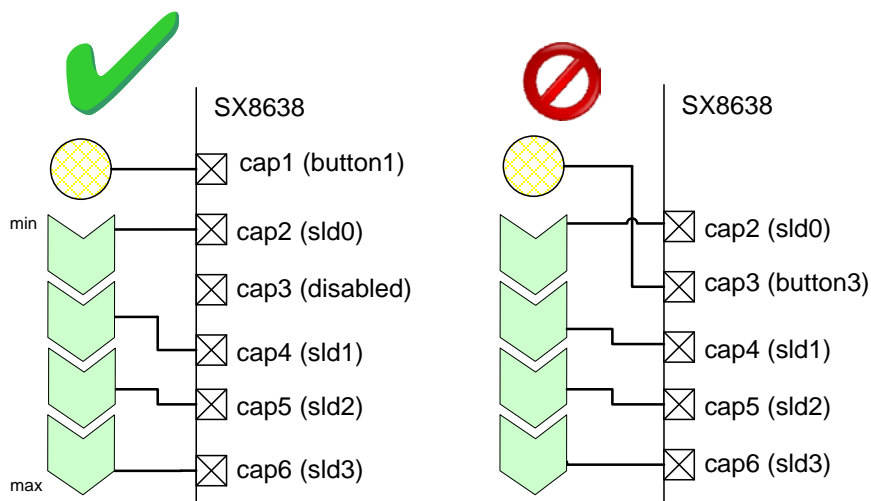 SX8638
cap1 (button1)
min
cap2 (sld0)
cap3 (disabled)
cap4 (sld1)
cap5 (sld2)
cap6 (sld3)
max
SX8638
cap2 (sld0)
cap3 (button3)
cap4 (sld1)
cap5 (sld2)
cap6 (sld3)